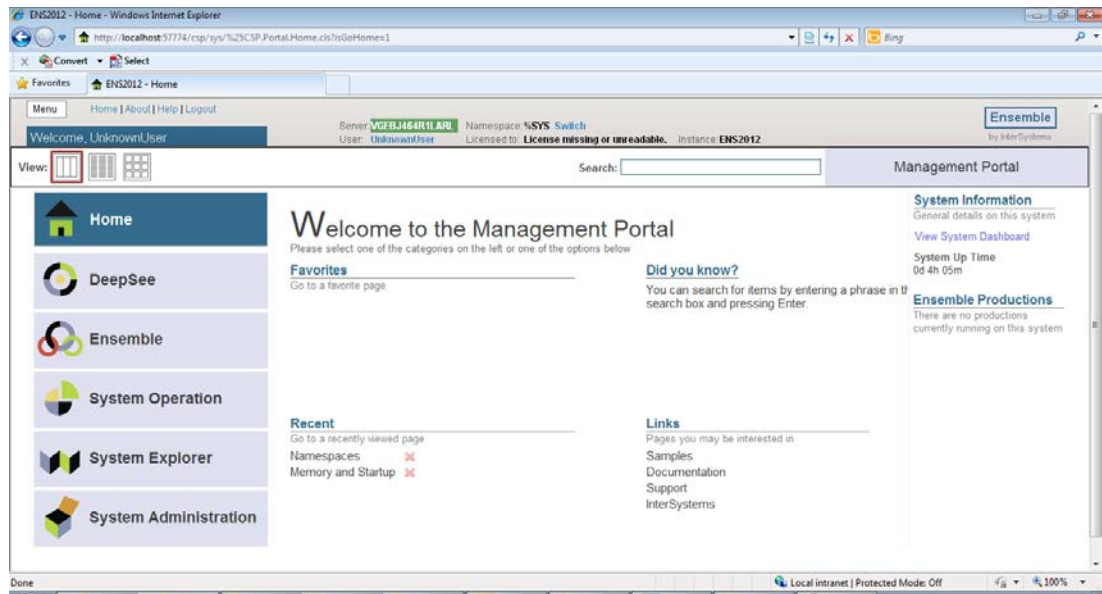 ENS2012 - Home - Windows Internet Explorer
http://localhost:57774/csp/sys/%25CSP.Portal.Home.cls?isGoHome=1
Bing
Convert Select
Favorites ENS2012 - Home
Menu Home | About | Help | Logout
Server: Namespace: %SYS Switch
Welcome, UnknownUser
User: UnknownUser Licensed to: License missing or unreadable. Instance: ENS2012
Ensemble
by InterSystems
View: Search: Management Portal
Home
DeepSee
Ensemble
System Operation
System Explorer
System Administration
Welcome to the Management Portal
Please select one of the categories on the left or one of the options below
Favorites
Go to a favorite page
Did you know?
You can search for items by entering a phrase in th
search box and pressing Enter.
Recent
Go to a recently viewed page
Namespaces
Memory and Startup
Links
Pages you may be interested in
Samples
Documentation
Support
InterSystems
System Information
General details on this system
View System Dashboard
System Up Time
0d 4h 05m
Ensemble Productions
There are no productions
currently running on this system
Done Local intranet | Protected Mode: Off 100%